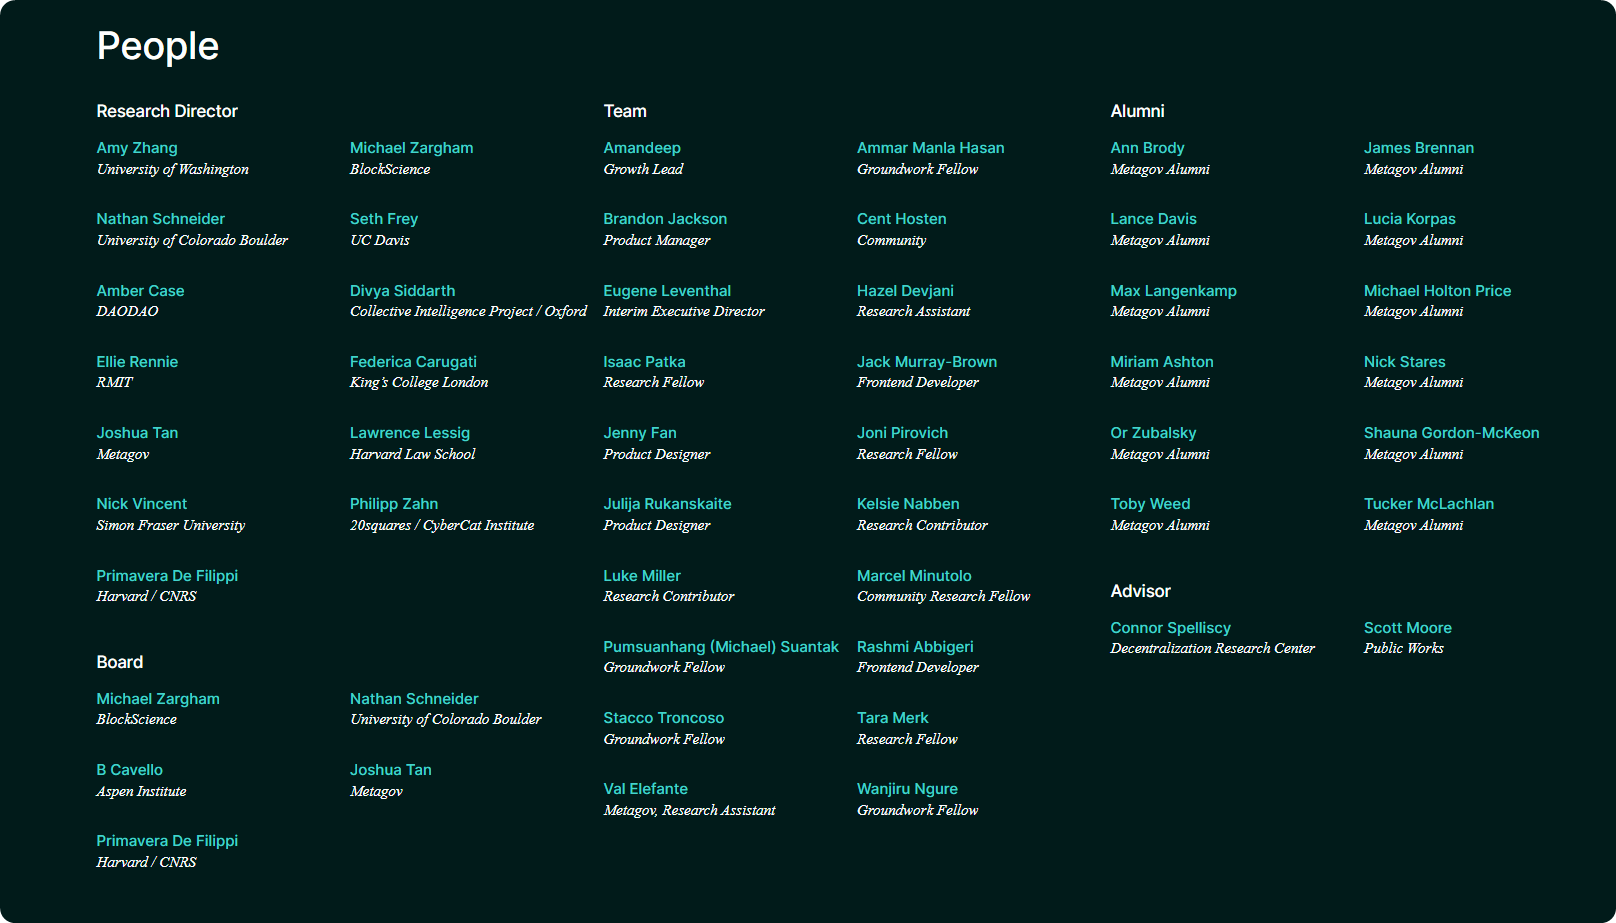 People
Research Director
Amy Zhang
University of Washington
Michael Zargham
BlockScience
Nathan Schneider
University of Colorado Boulder
Seth Frey
UC Davis
Amber Case
DAODAO
Divya Siddarth
Collective Intelligence Project / Oxford
Ellie Rennie
RMIT
Federica Carugati
King’s College London
Joshua Tan
Metagov
Lawrence Lessig
Harvard Law School
Nick Vincent
Simon Fraser University
Philipp Zahn
20squares / CyberCat Institute
Primavera De Filippi
Harvard / CNRS
Board
Michael Zargham
BlockScience
Nathan Schneider
University of Colorado Boulder
B Cavello
Aspen Institute
Joshua Tan
Metagov
Primavera De Filippi
Harvard / CNRS
Team
Amandeep
Growth Lead
Ammar Manla Hasan
Groundwork Fellow
Brandon Jackson
Product Manager
Cent Hosten
Community
Eugene Leventhal
Interim Executive Director
Hazel Devjani
Research Assistant
Isaac Patka
Research Fellow
Jack Murray-Brown
Frontend Developer
Jenny Fan
Product Designer
Joni Pirovich
Research Fellow
Julija Rukanskaite
Product Designer
Kelsie Nabben
Research Contributor
Luke Miller
Research Contributor
Marcel Minutolo
Community Research Fellow
Pumsuanhang (Michael) Suantak
Groundwork Fellow
Rashmi Abbigeri
Frontend Developer
Stacco Troncoso
Groundwork Fellow
Tara Merk
Research Fellow
Val Elefante
Metagov, Research Assistant
Wanjiru Ngure
Groundwork Fellow
Alumni
Ann Brody
Metagov Alumni
James Brennan
Metagov Alumni
Lance Davis
Metagov Alumni
Lucia Korpas
Metagov Alumni
Max Langenkamp
Metagov Alumni
Michael Holton Price
Metagov Alumni
Miriam Ashton
Metagov Alumni
Nick Stares
Metagov Alumni
Or Zubalsky
Metagov Alumni
Shauna Gordon-McKeon
Metagov Alumni
Toby Weed
Metagov Alumni
Tucker McLachlan
Metagov Alumni
Advisor
Connor Spelliscy
Decentralization Research Center
Scott Moore
Public Works